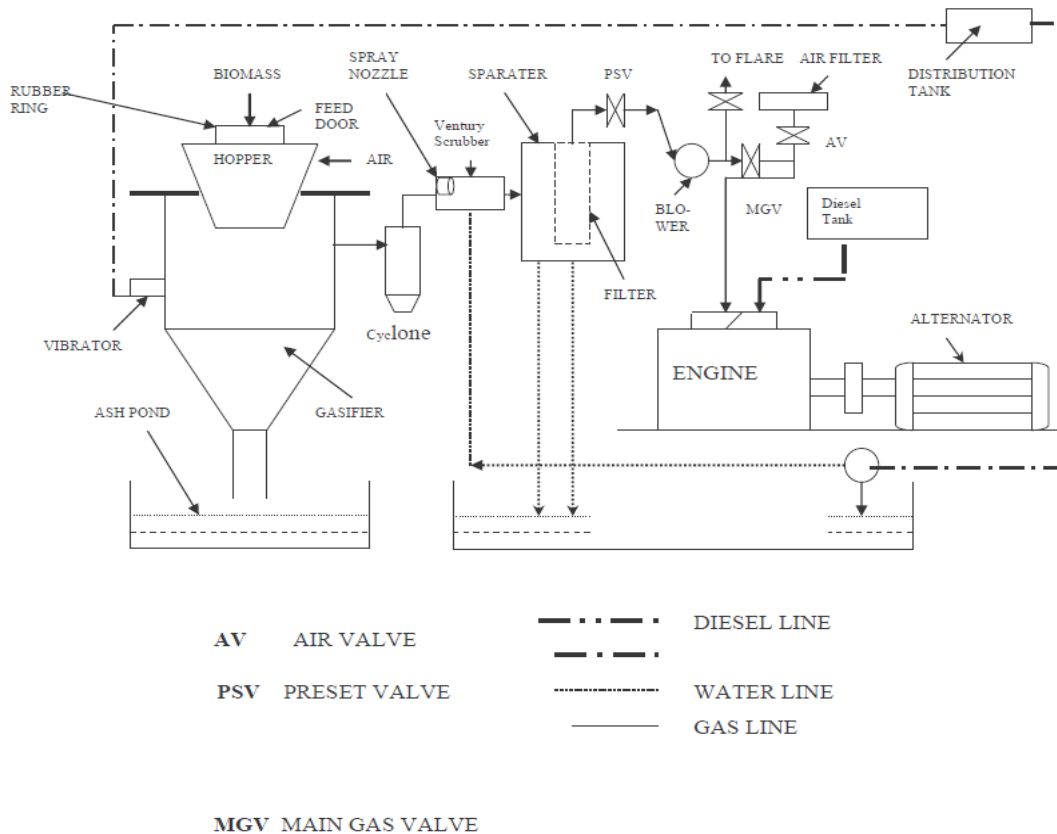 TO FLARE
AIR FILTER
SPRAY
NOZZLE
SPARATER
PSV
BIOMASS
DISTRIBUTION
TANK
RUBBER
RING
FEED
DOOR
Ventury
Scrubber
HOPPER
AIR
AV
BLO-
WER
MGV
Diesel
Tank
FILTER
VIBRATOR
Cyclone
ALTERNATOR
ENGINE
ASH POND
GASIFIER
AV AIR VALVE
DIESEL LINE
PSV PRESET VALVE
WATER LINE
GAS LINE
MGV MAIN GAS VALVE